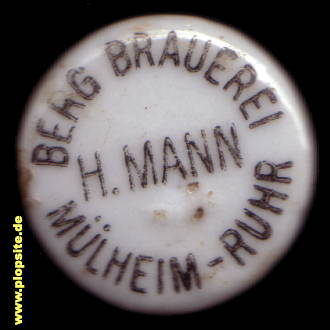 BERG BRAUEREI
H. MANN
MÜLHEIM-RUHR
© www.plopsite.de